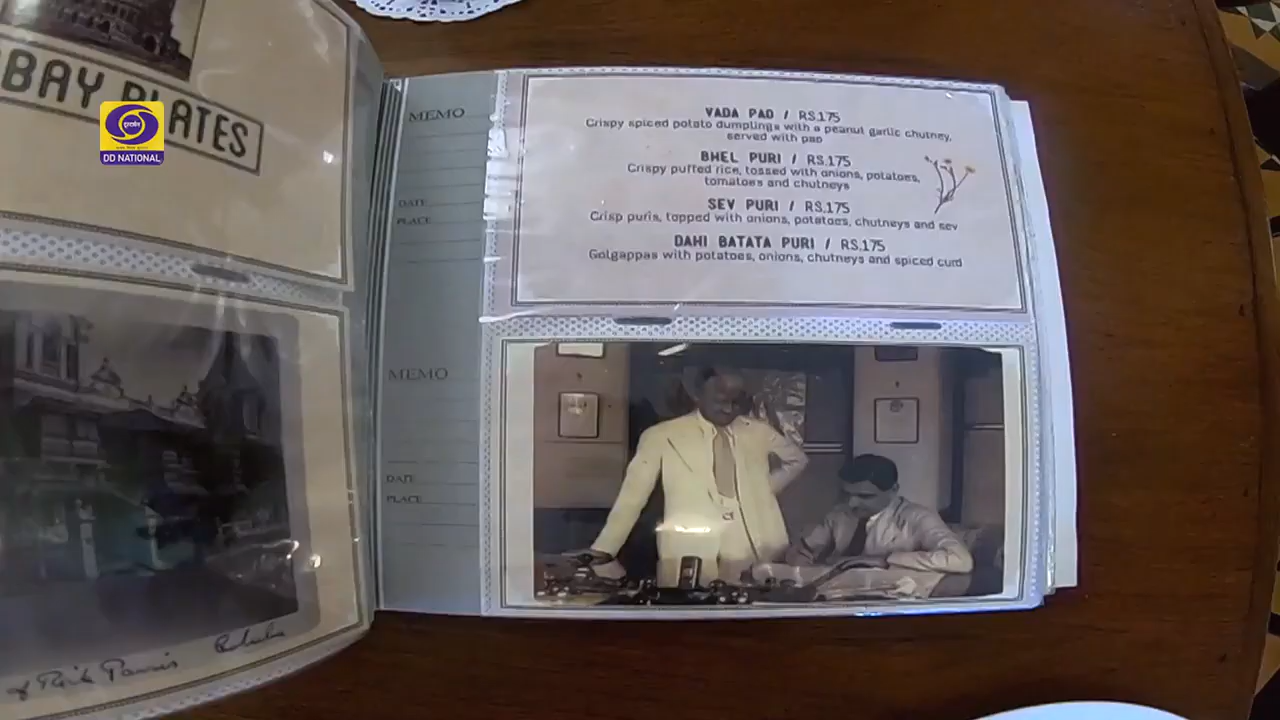 BAY PLATES
दूरदर्शन
DD NATIONAL
MEMO
DATE
PLACE
MEMO
DATE
PLACE
VADA PAO / RS.175
Crispy spiced potato dumplings with a peanut garlic chutney,
served with pao
BHEL PURI / RS.175
Crispy puffed rice, tossed with onions, potatoes,
tomatoes and chutneys
SEV PURI / RS.175
Crisp puris, topped with onions, potatoes, chutneys and sev
DAHI BATATA PURI / RS.175
Golgappas with potatoes, onions, chutneys and spiced curd